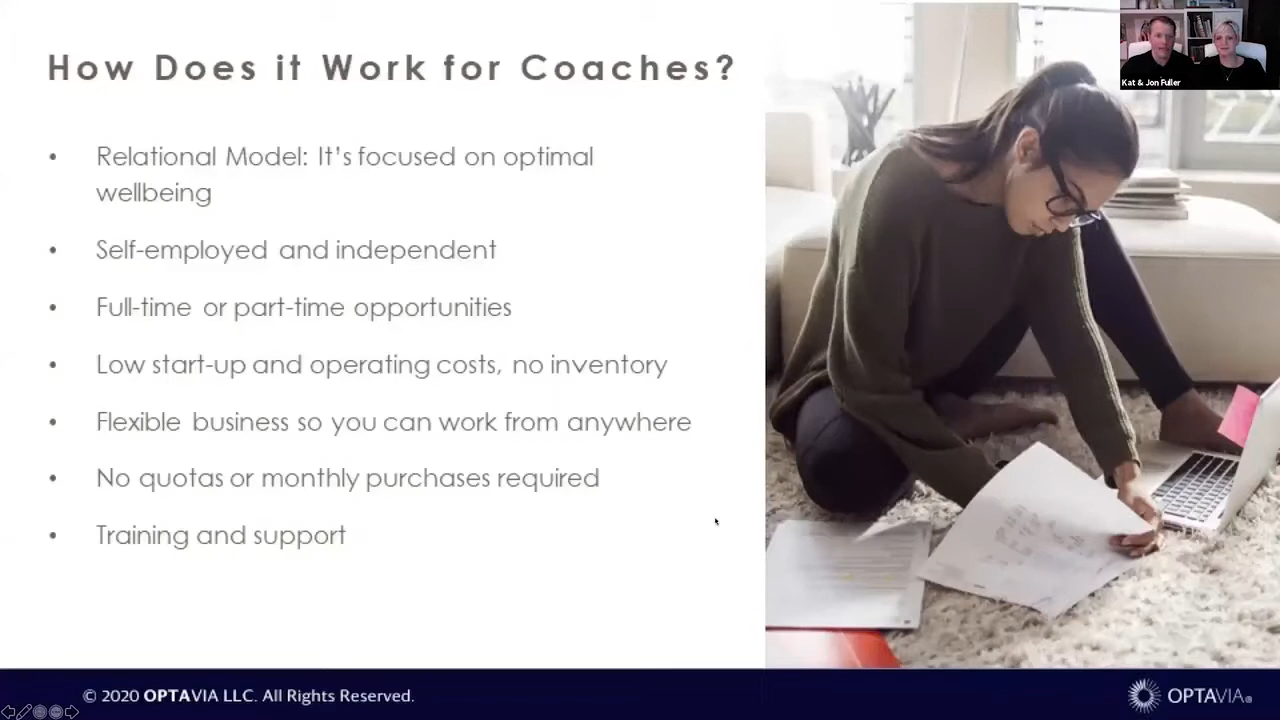 How Does it Work for Coaches?
Kat & Jon Fuller
• Relational Model: It's focused on optimal
wellbeing
• Self-employed and independent
• Full-time or part-time opportunities
• Low start-up and operating costs, no inventory
• Flexible business so you can work from anywhere
• No quotas or monthly purchases required
• Training and support
© 2020 OPTAVIA LLC. All Rights Reserved.
OPTAVIA®